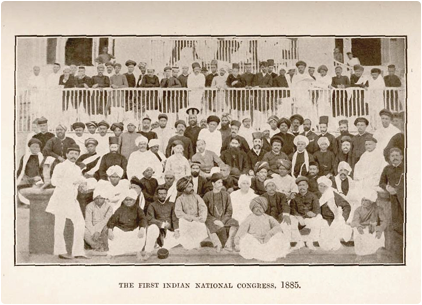 THE FIRST INDIAN NATIONAL CONGRESS, 1885.